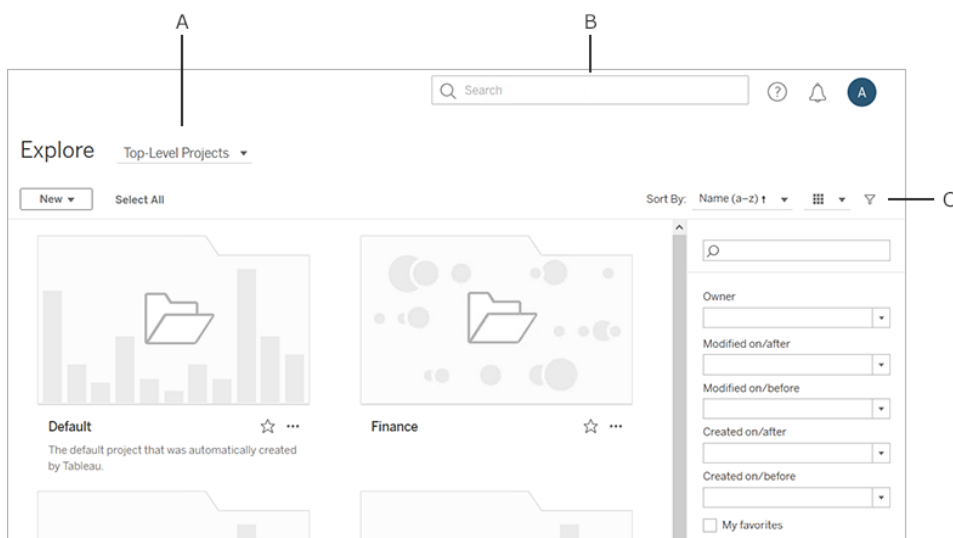 A
B
Search
A
Explore
Top-Level Projects
New
Select All
Sort By:
Name (a–z)
C
Owner
Modified on/after
Modified on/before
Default
Finance
Created on/after
The default project that was automatically created
by Tableau.
Created on/before
My favorites